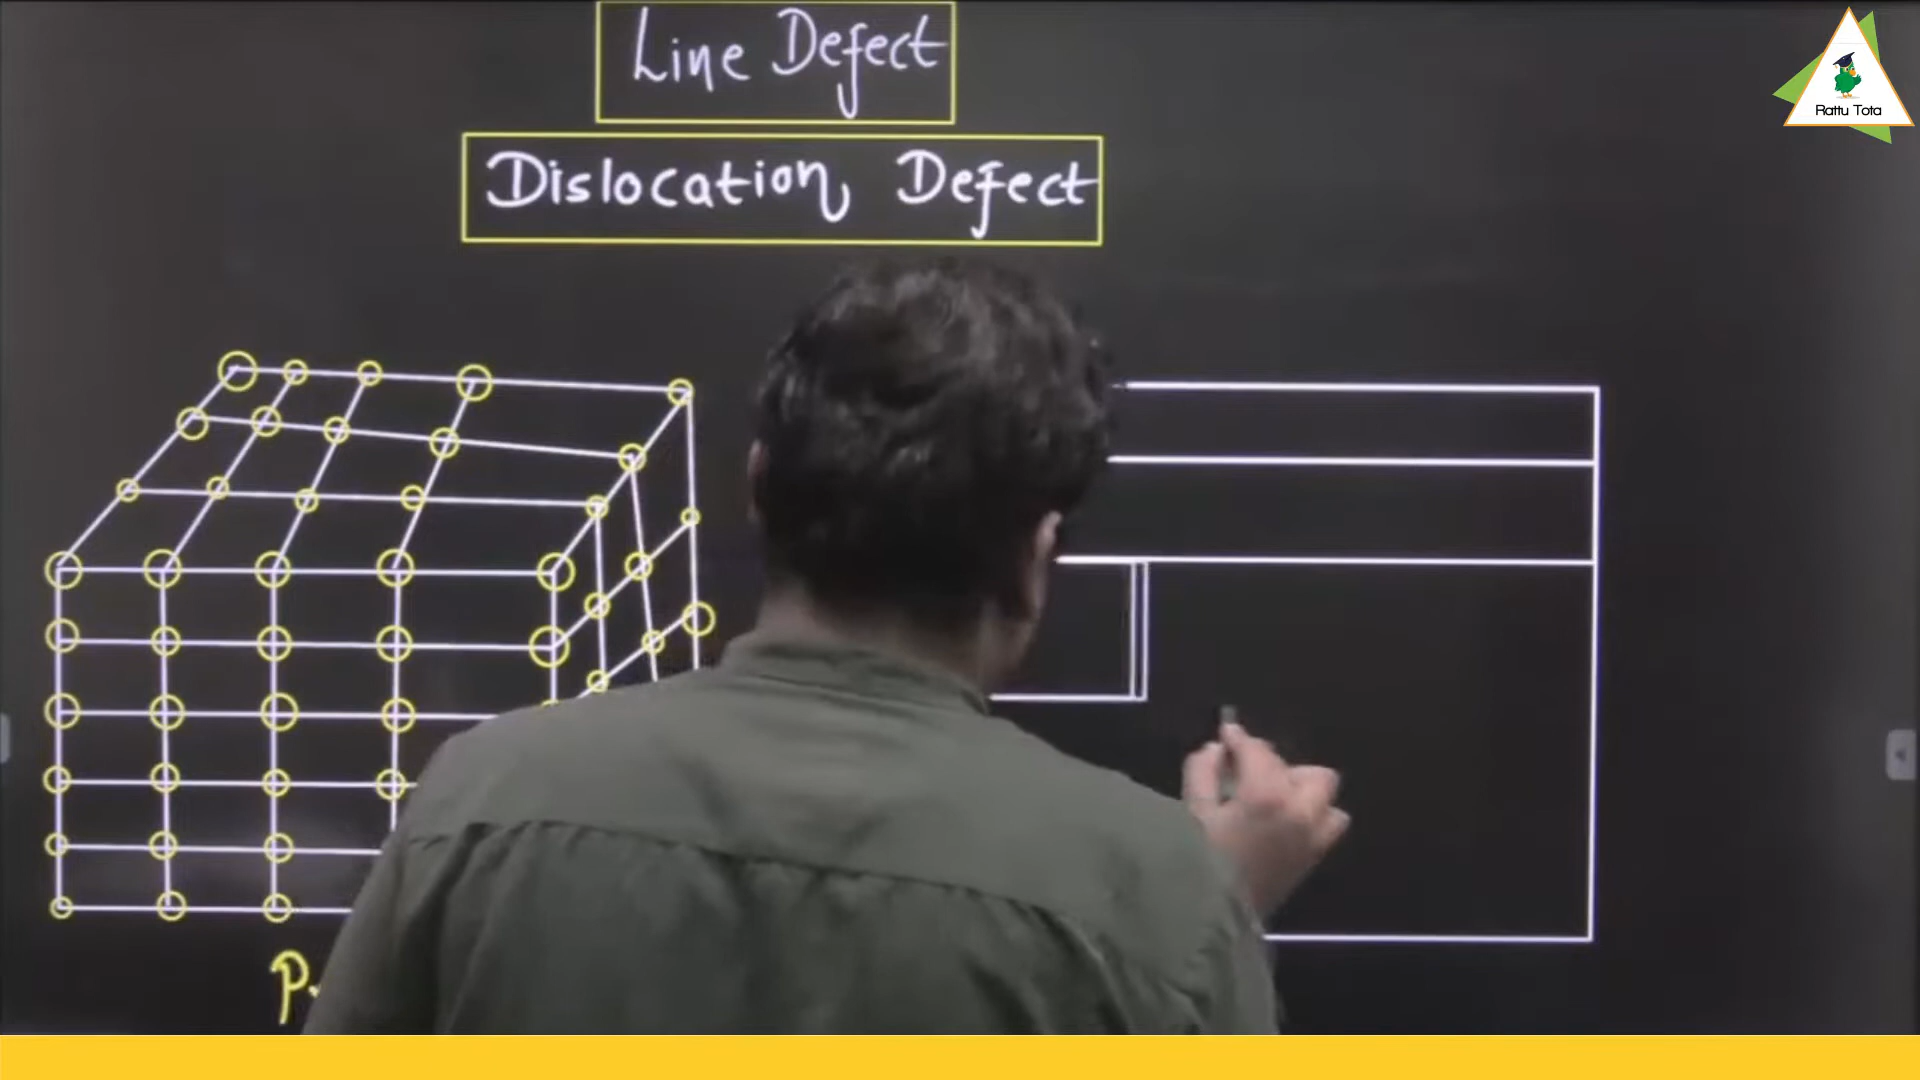 Line Defect
Dislocation Defect
Rattu Tota
P.